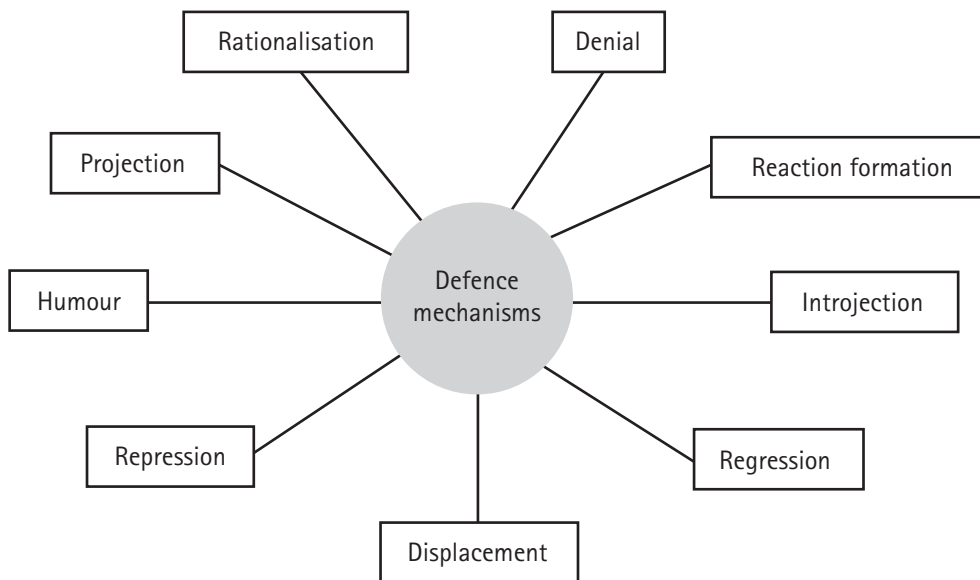 Rationalisation
Denial
Projection
Reaction formation
Defence
mechanisms
Humour
Introjection
Repression
Regression
Displacement